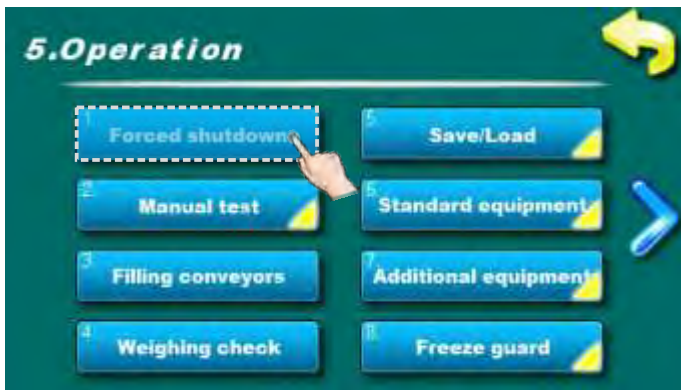 5.Operation
1
Forced shutdown
2
Manual test
3
Filling conveyors
4
Weighing check
5
Save/Load
6
Standard equipment
7
Additional equipment
Freeze guard